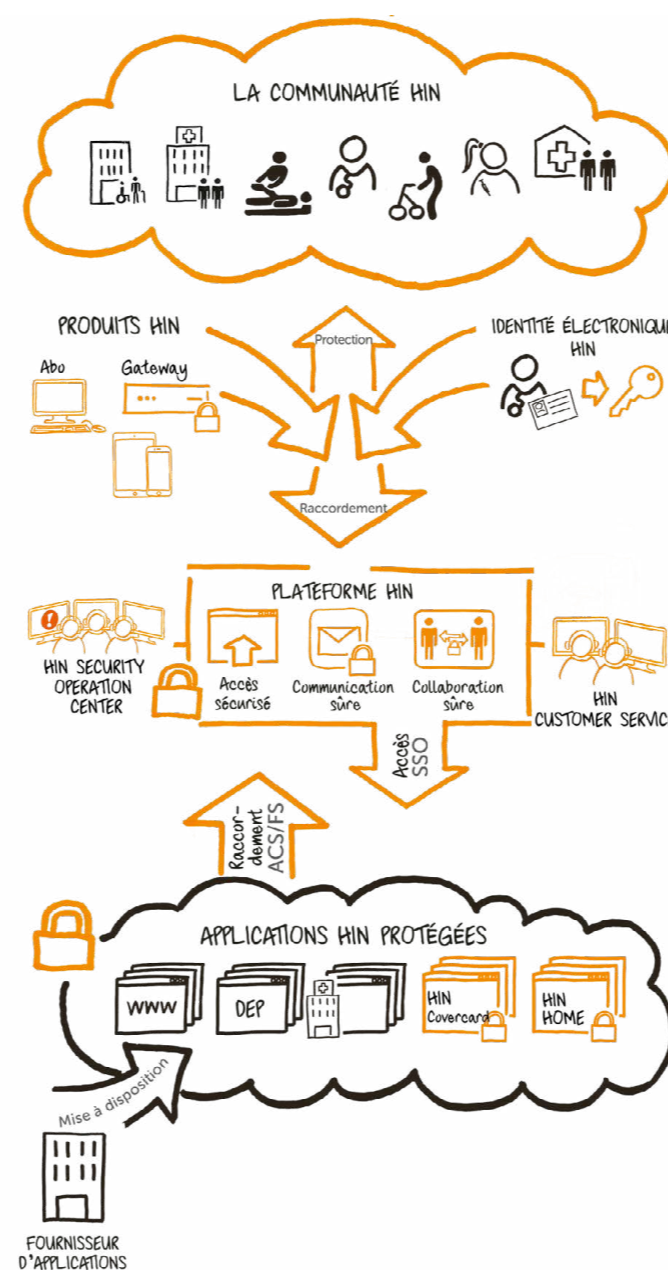 LA COMMUNAUTÉ HIN
PRODUITS HIN
Abo
Gateway
Protection
IDENTITÉ ÉLECTRONIQUE
HIN
Raccordement
PLATEFORME HIN
HIN SECURITY
OPERATION
CENTER
Accès
sécurisé
Communication
sûre
Collaboration
sûre
HIN
CUSTOMER SERVIC
Accès
SSO
Raccor-
dement
ACS/FS
APPLICATIONS HIN PROTÉGÉES
WWW
DEP
HIN
Covercard
HIN
HOME
Mise à disposition
FOURNISSEUR
D'APPLICATIONS